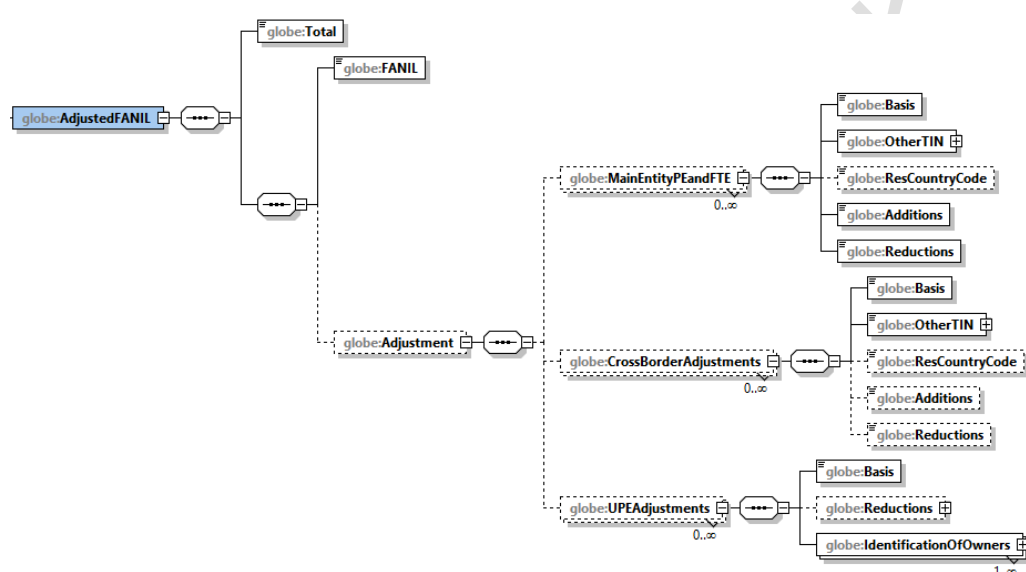 globe:Total
globe:FANIL
globe:AdjustedFANIL
globe:Basis
globe:OtherTIN
globe:MainEntityPEandFTE
0..∞
globe:ResCountryCode
globe:Additions
globe:Reductions
globe:Basis
globe:OtherTIN
globe:Adjustment
globe:CrossBorderAdjustments
0..∞
globe:ResCountryCode
globe:Additions
globe:Reductions
globe:Basis
globe:UPEAdjustments
0..∞
globe:Reductions
globe:IdentificationOfOwners
1..∞